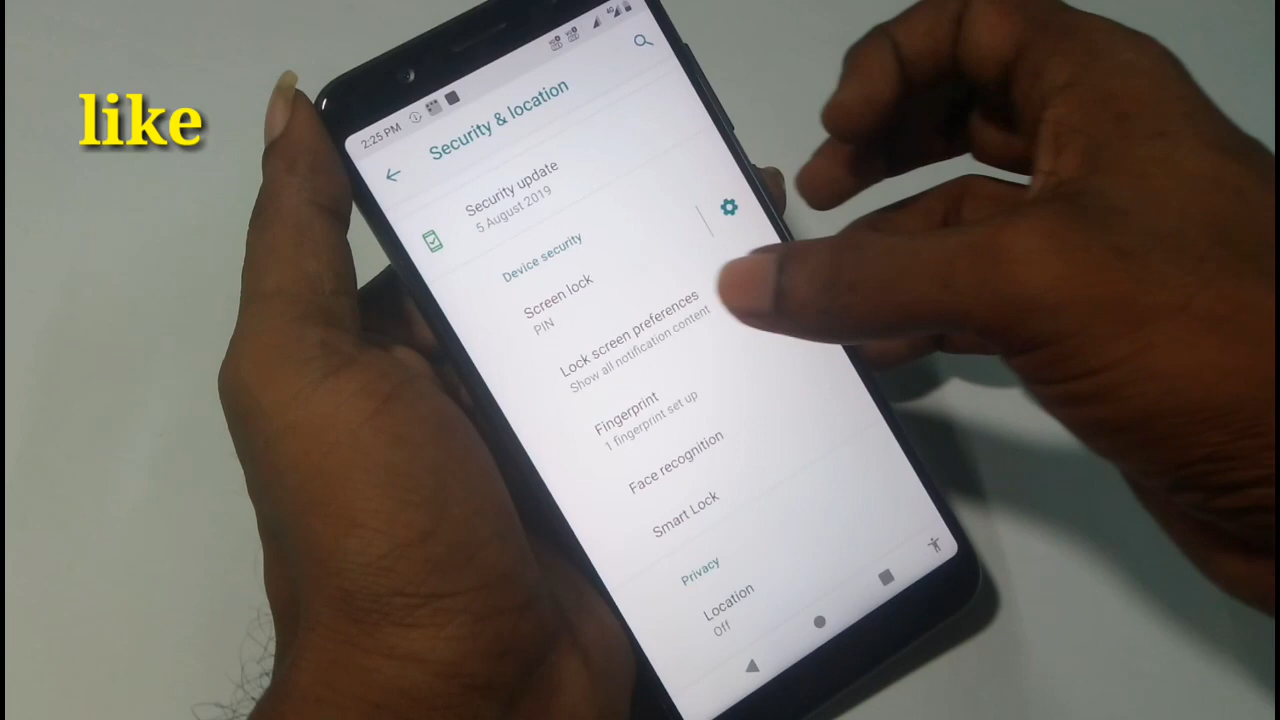 like
2:25 PM
4G
Security & location
Security update
5 August 2019
Device security
Screen lock
PIN
Lock screen preferences
Show all notification content
Fingerprint
1 fingerprint set up
Face recognition
Smart Lock
Privacy
Location
Off